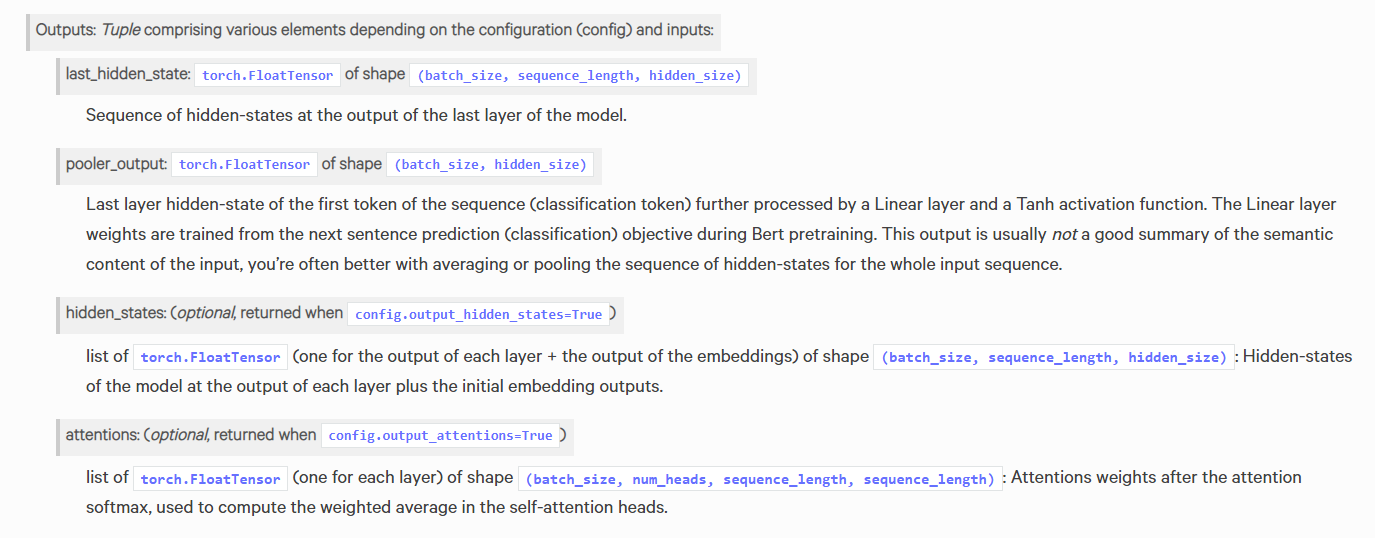 Outputs: Tuple comprising various elements depending on the configuration (config) and inputs:
last_hidden_state: torch.FloatTensor of shape (batch_size, sequence_length, hidden_size)
Sequence of hidden-states at the output of the last layer of the model.
pooler_output: torch.FloatTensor of shape (batch_size, hidden_size)
Last layer hidden-state of the first token of the sequence (classification token) further processed by a Linear layer and a Tanh activation function. The Linear layer
weights are trained from the next sentence prediction (classification) objective during Bert pretraining. This output is usually not a good summary of the semantic
content of the input, you’re often better with averaging or pooling the sequence of hidden-states for the whole input sequence.
hidden_states: (optional, returned when config.output_hidden_states=True)
list of torch.FloatTensor (one for the output of each layer + the output of the embeddings) of shape (batch_size, sequence_length, hidden_size): Hidden-states
of the model at the output of each layer plus the initial embedding outputs.
attentions: (optional, returned when config.output_attentions=True)
list of torch.FloatTensor (one for each layer) of shape (batch_size, num_heads, sequence_length, sequence_length): Attentions weights after the attention
softmax, used to compute the weighted average in the self-attention heads.